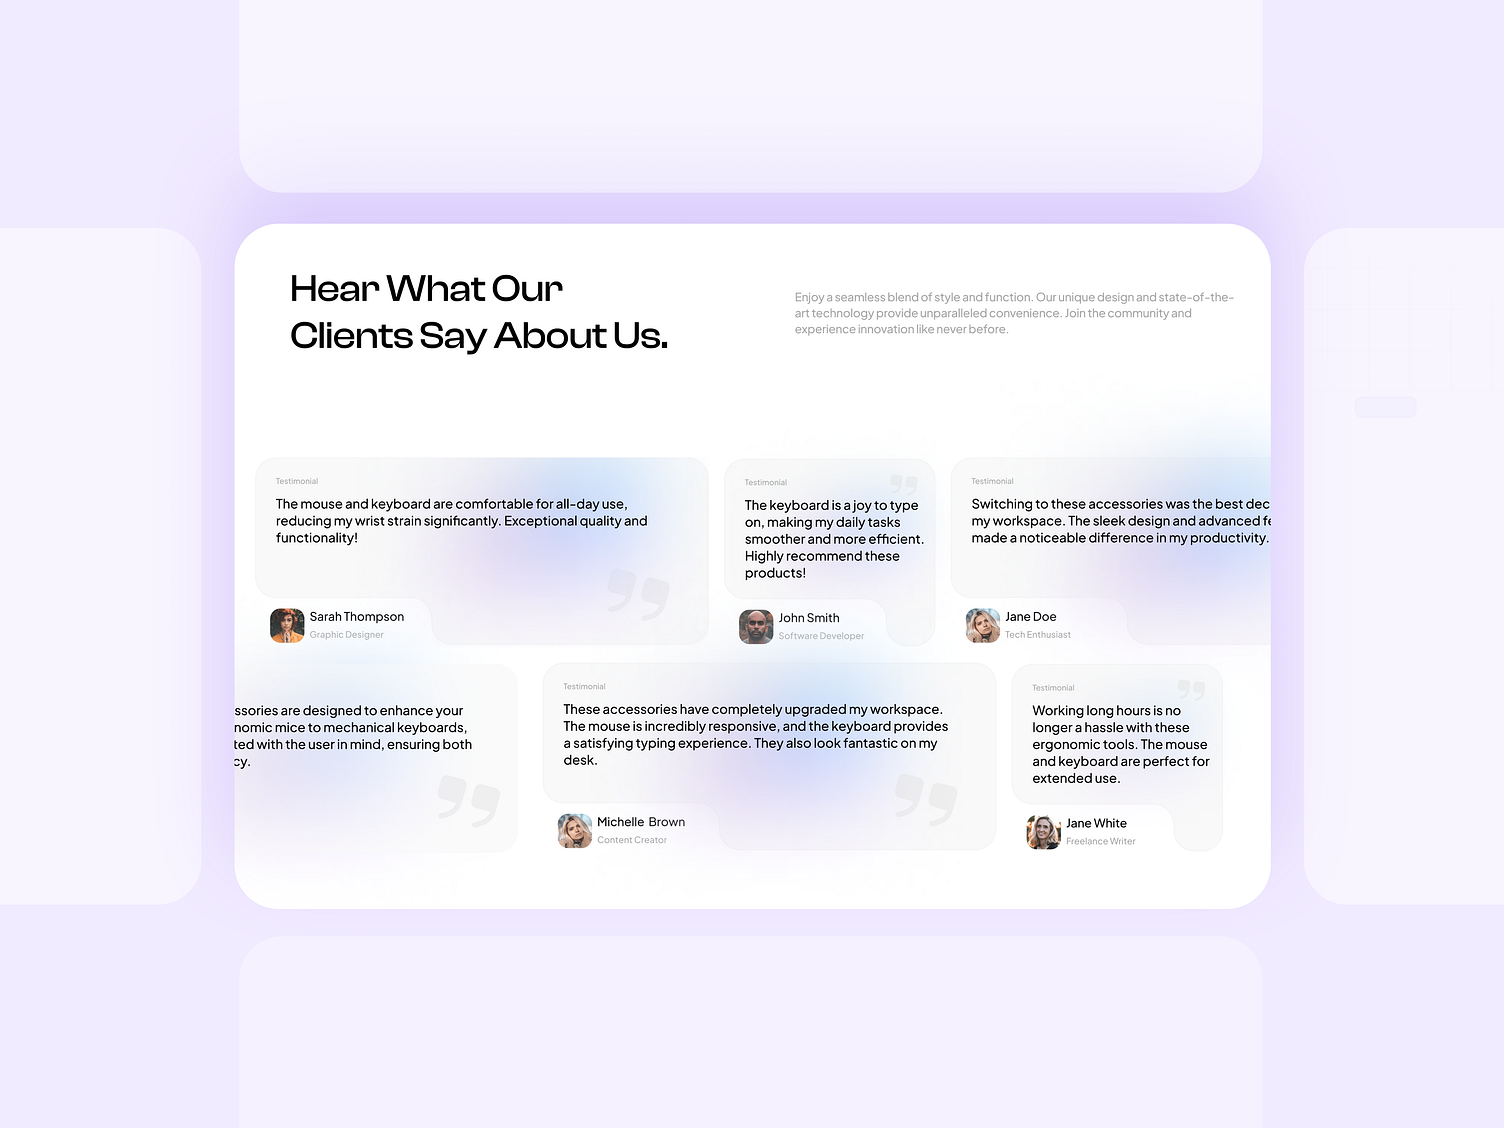 Hear What Our
Clients Say About Us.
Enjoy a seamless blend of style and function. Our unique design and state-of-the-
art technology provide unparalleled convenience. Join the community and
experience innovation like never before.
Testimonial
The mouse and keyboard are comfortable for all-day use,
reducing my wrist strain significantly. Exceptional quality and
functionality!
Sarah Thompson
Graphic Designer
Testimonial
The keyboard is a joy to type
on, making my daily tasks
smoother and more efficient.
Highly recommend these
products!
John Smith
Software Developer
Testimonial
Switching to these accessories was the best dec
my workspace. The sleek design and advanced fe
made a noticeable difference in my productivity.
Jane Doe
Tech Enthusiast
ssories are designed to enhance your
nomic mice to mechanical keyboards,
ted with the user in mind, ensuring both
cy.
Testimonial
These accessories have completely upgraded my workspace.
The mouse is incredibly responsive, and the keyboard provides
a satisfying typing experience. They also look fantastic on my
desk.
Michelle Brown
Content Creator
Testimonial
Working long hours is no
longer a hassle with these
ergonomic tools. The mouse
and keyboard are perfect for
extended use.
Jane White
Freelance Writer